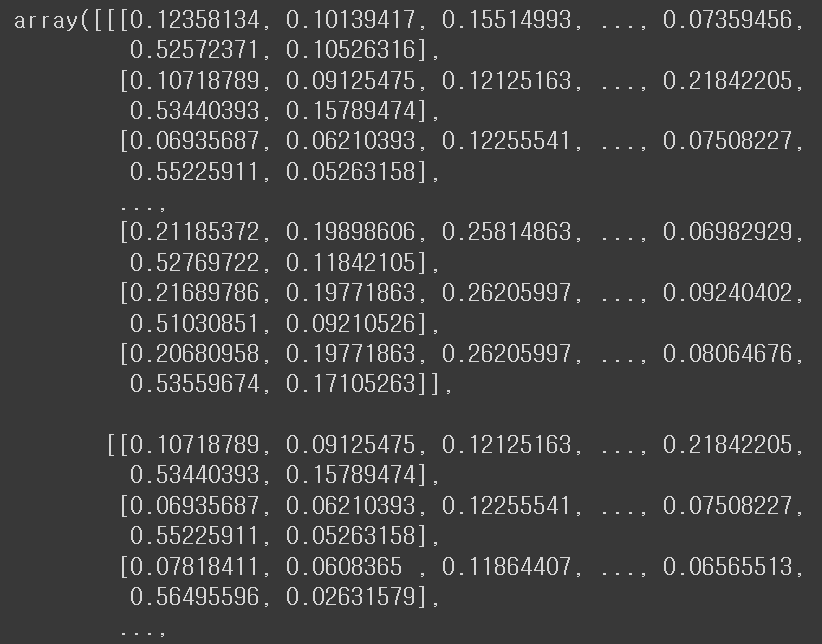 array([[[0.12358134, 0.10139417, 0.15514993, ..., 0.07359456,
0.52572371, 0.10526316],
[0.10718789, 0.09125475, 0.12125163, ..., 0.21842205,
0.53440393, 0.15789474],
[0.06935687, 0.06210393, 0.12255541, ..., 0.07508227,
0.55225911, 0.05263158],
...,
[0.21185372, 0.19898606, 0.25814863, ..., 0.06982929,
0.52769722, 0.11842105],
[0.21689786, 0.19771863, 0.26205997, ..., 0.09240402,
0.51030851, 0.09210526],
[0.20680958, 0.19771863, 0.26205997, ..., 0.08064676,
0.53559674, 0.17105263]],
[[0.10718789, 0.09125475, 0.12125163, ..., 0.21842205,
0.53440393, 0.15789474],
[0.06935687, 0.06210393, 0.12255541, ..., 0.07508227,
0.55225911, 0.05263158],
[0.07818411, 0.0608365 , 0.11864407, ..., 0.06565513,
0.56495596, 0.02631579],
...,